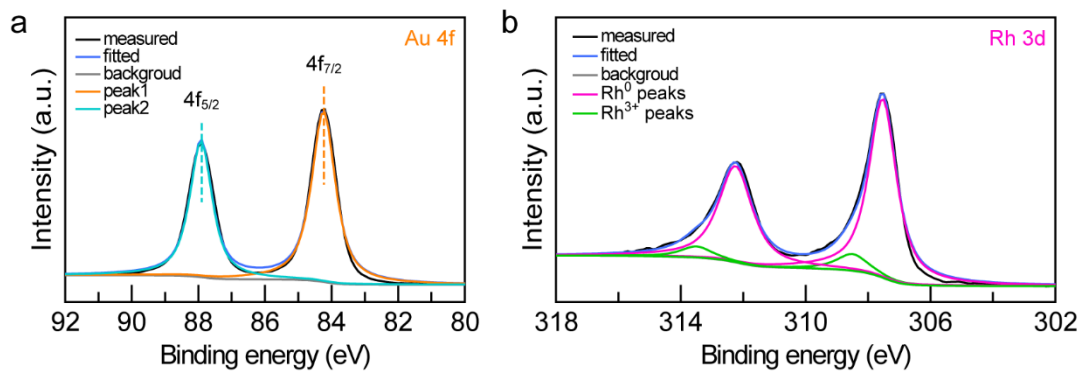 a
Au 4f
measured
fitted
backgroud
peak1
peak2
4f5/2
4f7/2
Intensity (a.u.)
92 90 88 86 84 82 80
Binding energy (eV)
b
Rh 3d
measured
fitted
backgroud
Rh⁰ peaks
Rh³⁺ peaks
Intensity (a.u.)
318 314 310 306 302
Binding energy (eV)